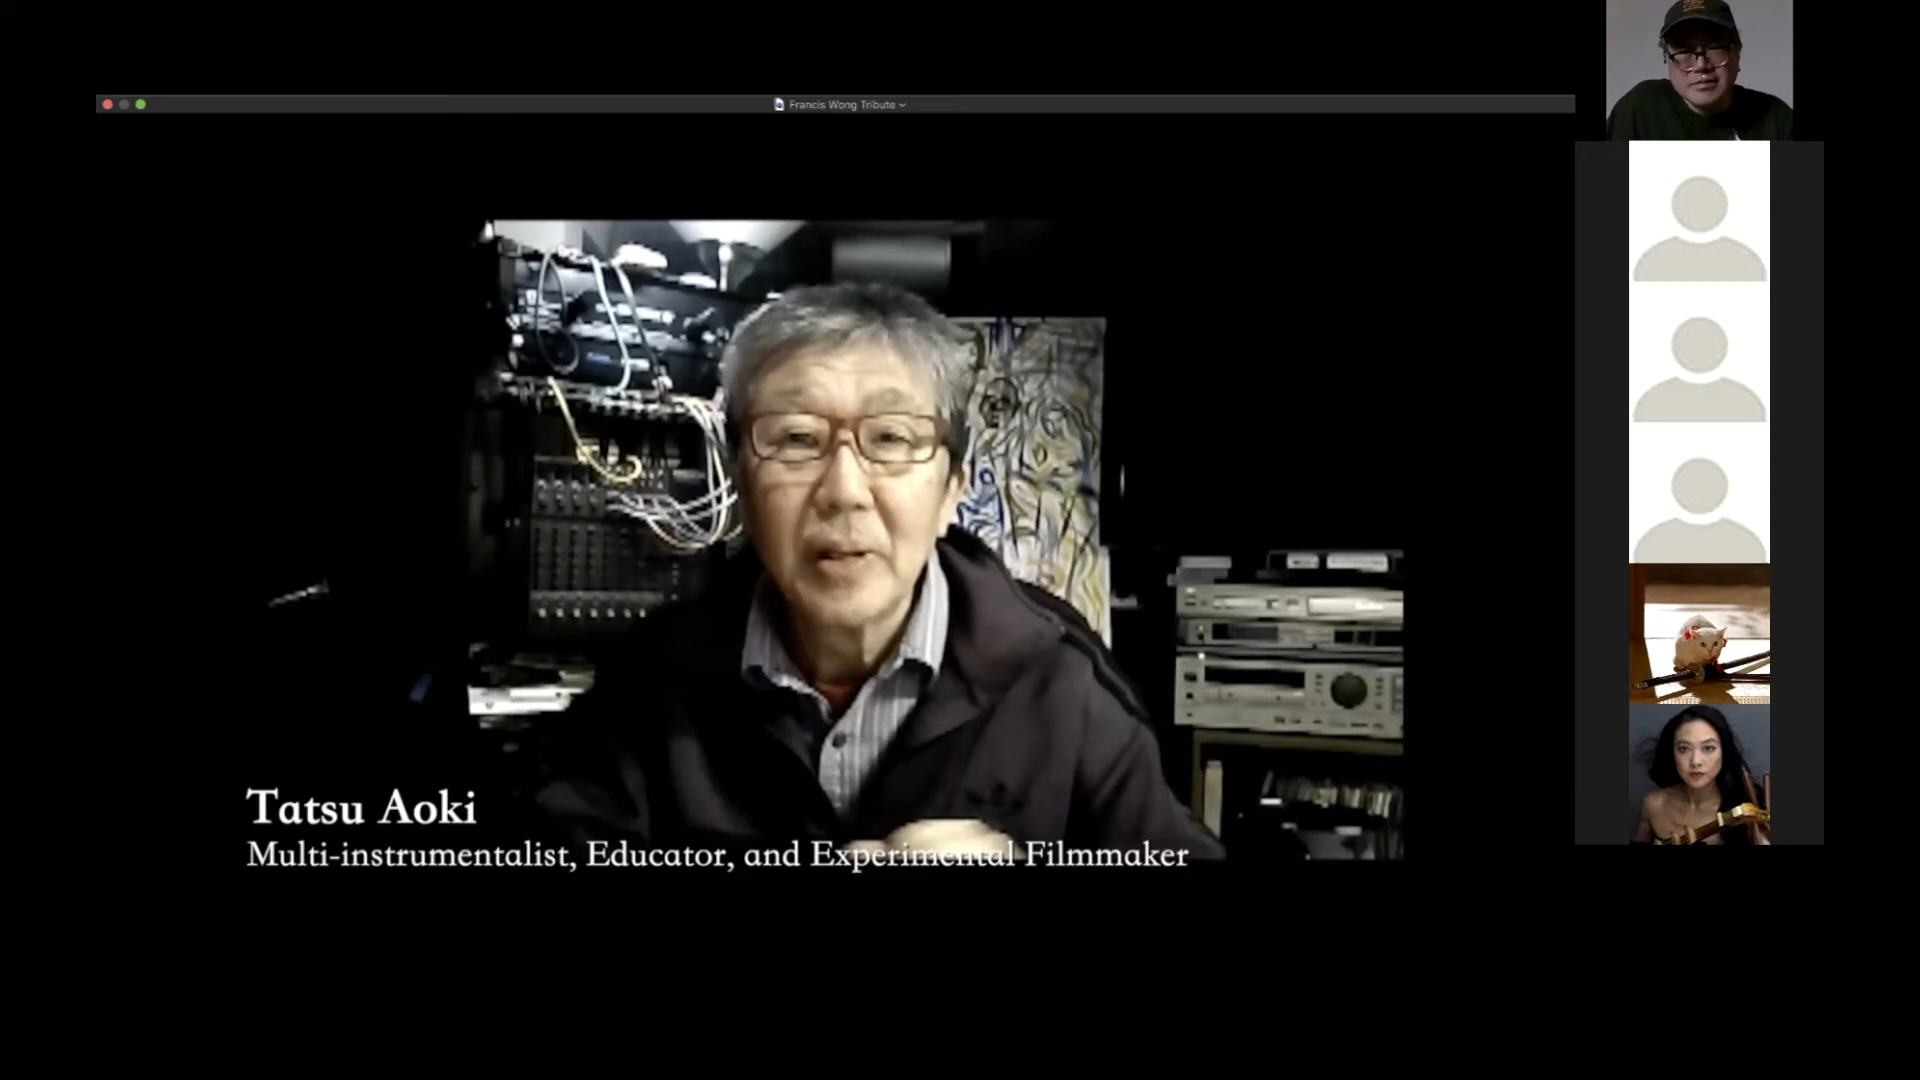 Francis Wong Tribute
Tatsu Aoki
Multi-instrumentalist, Educator, and Experimental Filmmaker